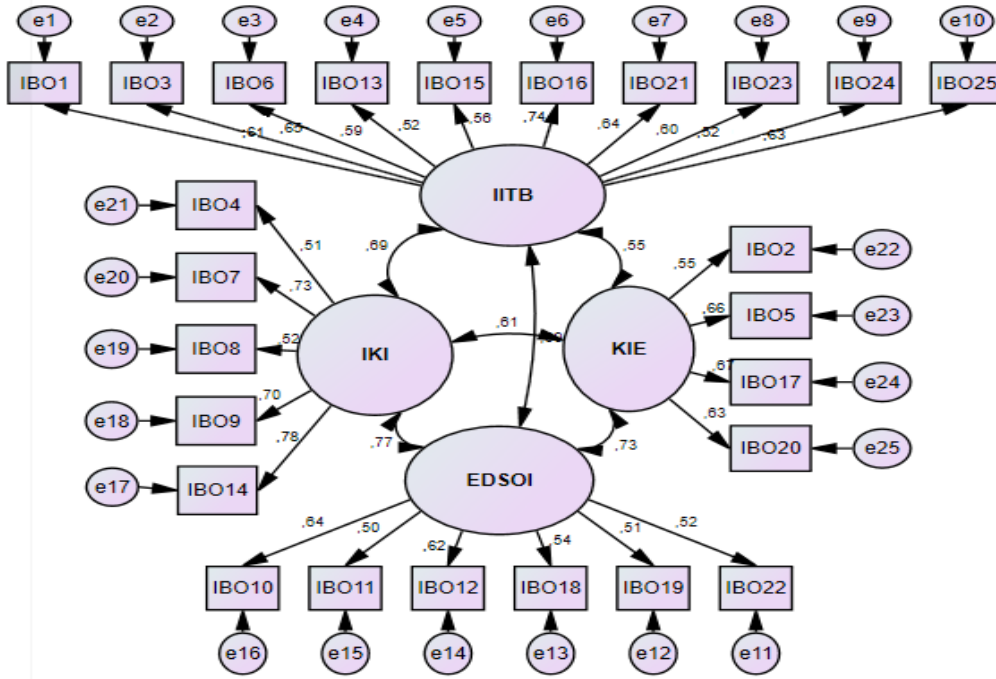 e1 e2 e3 e4 e5 e6 e7 e8 e9 e10
IBO1 IBO3 IBO6 IBO13 IBO15 IBO16 IBO21 IBO23 IBO24 IBO25
,61 ,65 ,59 ,52 ,56 ,74 ,64 ,60 ,52 ,63
IITB
e21 IBO4
,51
,69
,55
,55
IBO2 e22
e20 IBO7
,73
e19 IBO8
,52
IKI
,61
KIE
,66
IBO5 e23
e18 IBO9
,70
,67
IBO17 e24
e17 IBO14
,78
,77
,73
,63
IBO20 e25
EDSOI
,64 ,50 ,62 ,54 ,51 ,52
IBO10 IBO11 IBO12 IBO18 IBO19 IBO22
e16 e15 e14 e13 e12 e11